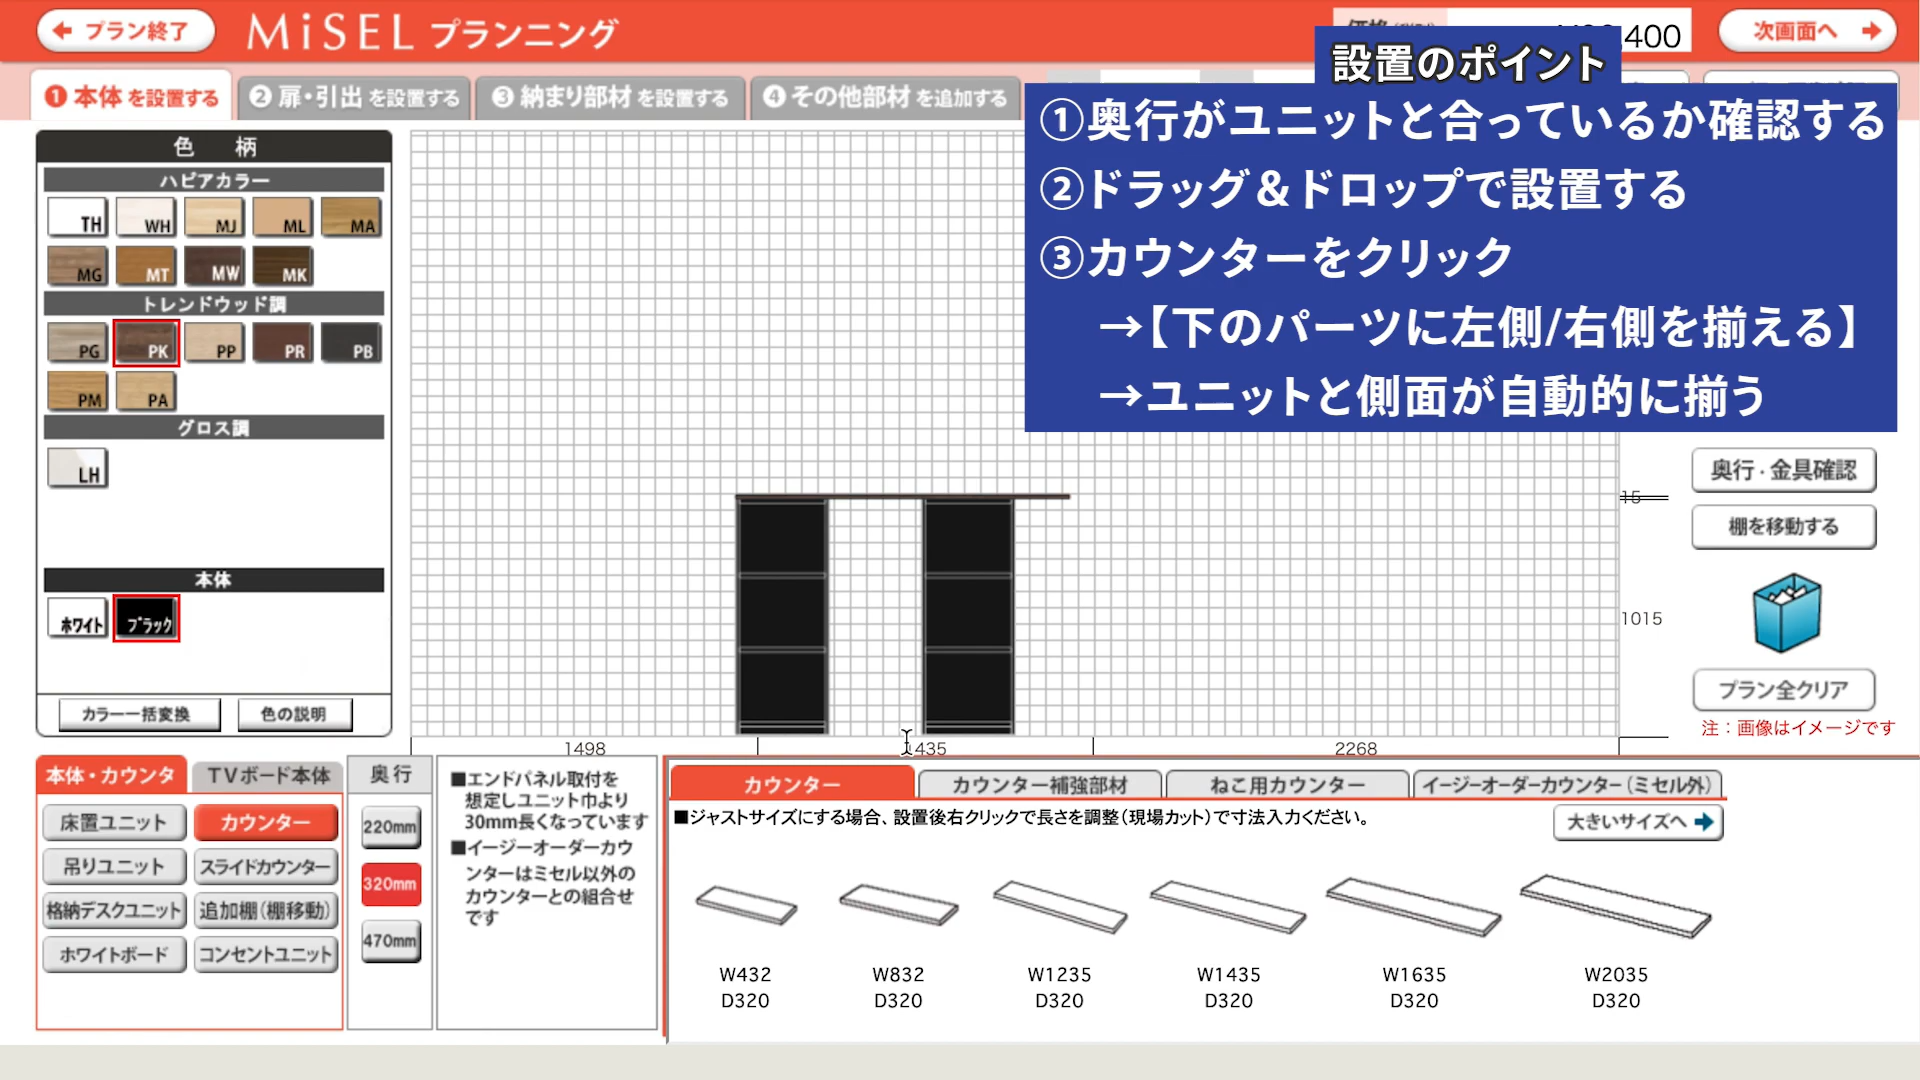 プラン終了
MiSEL プランニング
400
次画面へ
設置のポイント
①本体を設置する
②扉・引出を設置する
③納まり部材を設置する
④その他部材を追加する
①奥行がユニットと合っているか確認する
②ドラッグ＆ドロップで設置する
③カウンターをクリック
→【下のパーツに左側/右側を揃える】
→ユニットと側面が自動的に揃う
色 柄
ハピアカラー
TH WH MJ ML MA
MG MT MW MK
トレンドウッド調
PG PK PP PR PB
PM PA
グロス調
LH
本体
ホワイト ブラック
カラー一括変換 色の説明
奥行・金具確認
15
棚を移動する
1015
プラン全クリア
注：画像はイメージです
1498 1435 2268
本体・カウンタ TVボード本体
床置ユニット カウンター
吊りユニット スライドカウンター
格納デスクユニット 追加棚(棚移動)
ホワイトボード コンセントユニット
奥行
220mm
320mm
470mm
■エンドパネル取付を
想定しユニット巾より
30mm長くなっています
■イージーオーダーカウ
ンターはミセル以外の
カウンターとの組合せ
です
カウンター カウンター補強部材 ねこ用カウンター イージーオーダーカウンター(ミセル外)
■ジャストサイズにする場合、設置後右クリックで長さを調整(現場カット)で寸法入力ください。
大きいサイズへ
W432 W832 W1235 W1435 W1635 W2035
D320 D320 D320 D320 D320 D320